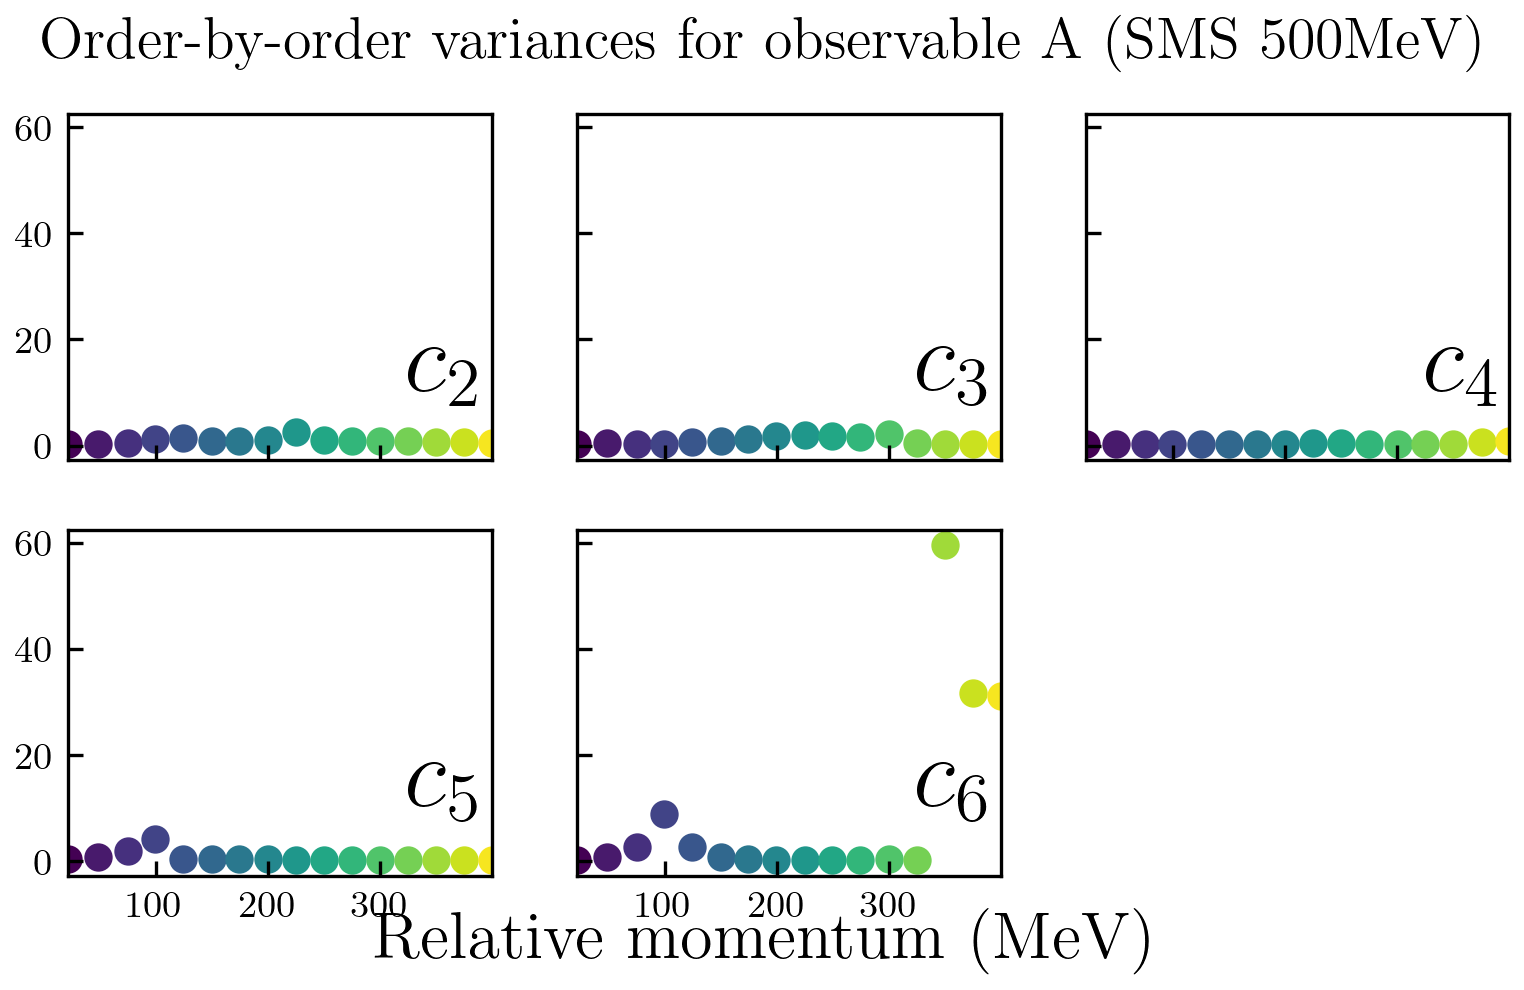 Order-by-order variances for observable A (SMS 500MeV)
60
40
20
0
c2
c3
c4
60
40
20
0
c5
c6
100 200 300
100 200 300
Relative momentum (MeV)